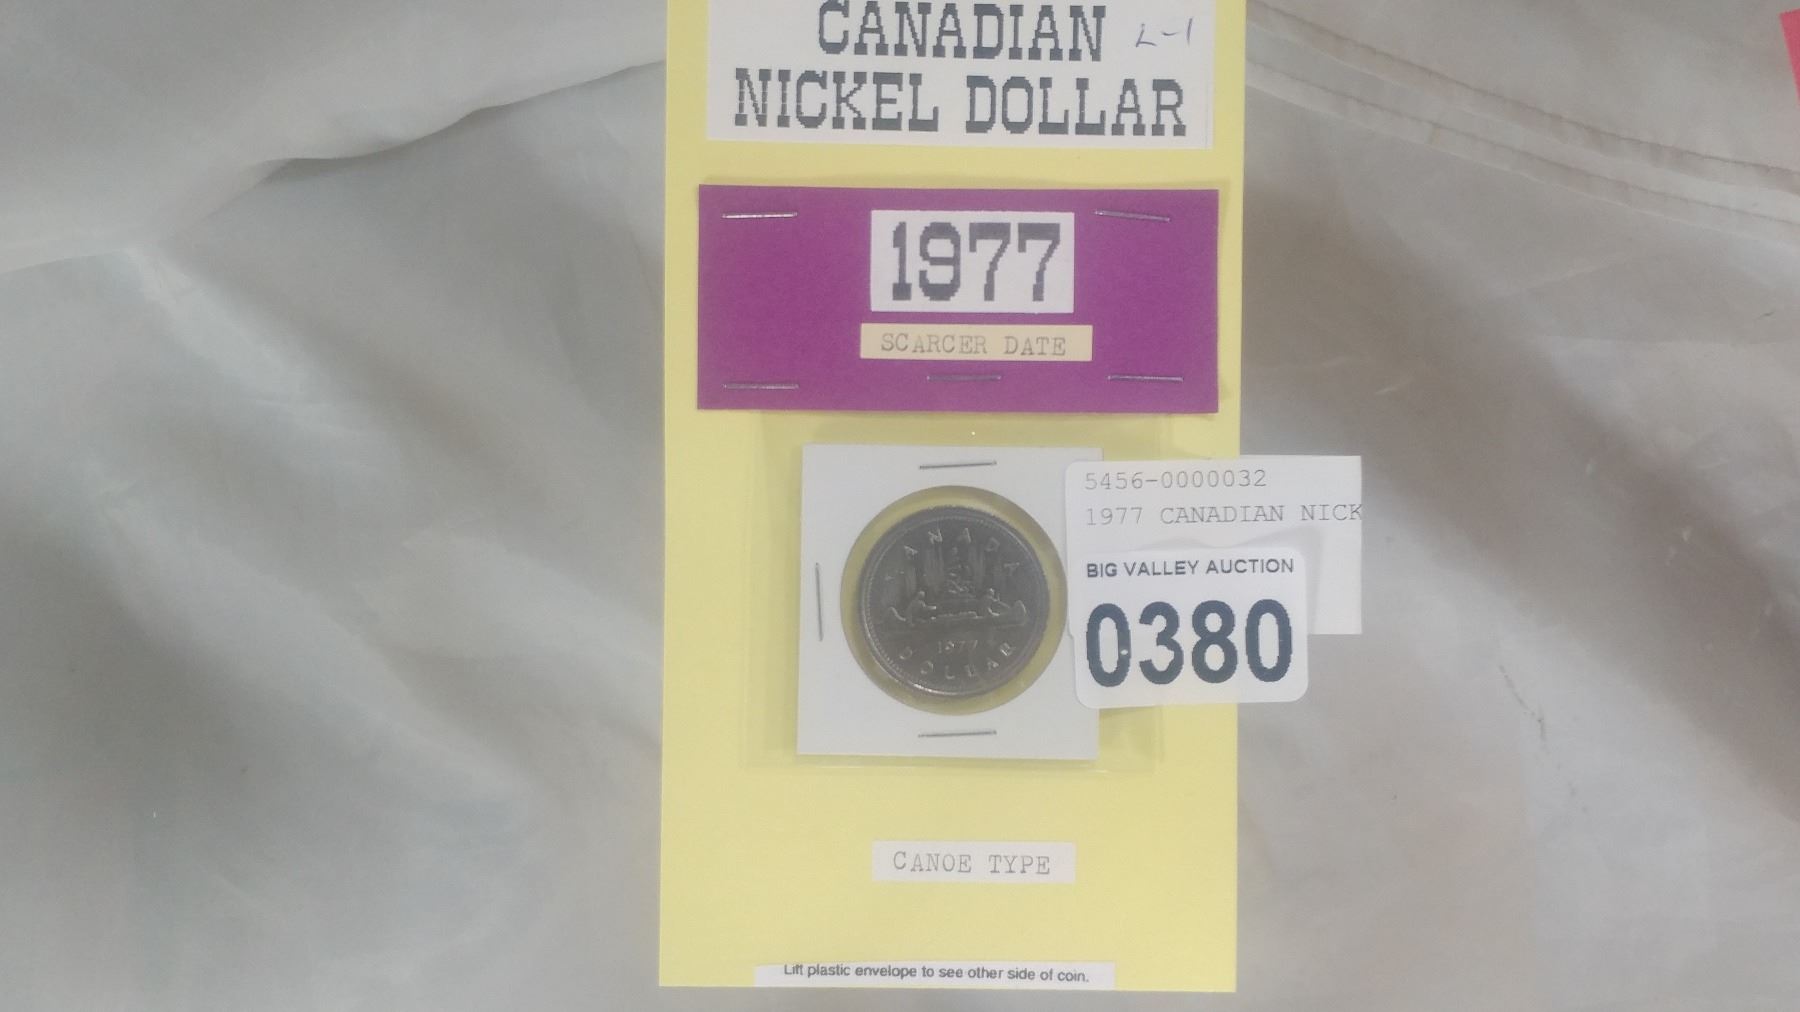 CANADIAN L-1
NICKEL DOLLAR
1977
SCARCER DATE
5456-0000032
1977 CANADIAN NICK
BIG VALLEY AUCTION
0380
CANADA
1977
DOLLAR
CANOE TYPE
Lift plastic envelope to see other side of coin.